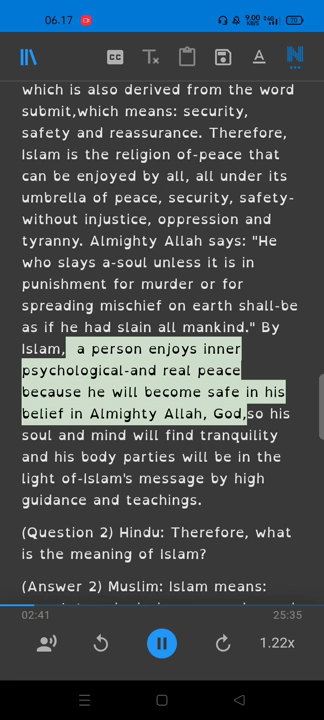 06.17
9.00 KB/S
70
CC
T
A
N
which is also derived from the word
submit,which means: security,
safety and reassurance. Therefore,
Islam is the religion of-peace that
can be enjoyed by all, all under its
umbrella of peace, security, safety-
without injustice, oppression and
tyranny. Almighty Allah says: "He
who slays a-soul unless it is in
punishment for murder or for
spreading mischief on earth shall-be
as if he had slain all mankind." By
Islam, a person enjoys inner
psychological-and real peace
because he will become safe in his
belief in Almighty Allah, God,so his
soul and mind will find tranquility
and his body parties will be in the
light of-Islam's message by high
guidance and teachings.
(Question 2) Hindu: Therefore, what
is the meaning of Islam?
(Answer 2) Muslim: Islam means:
02:41
25:35
1.22x